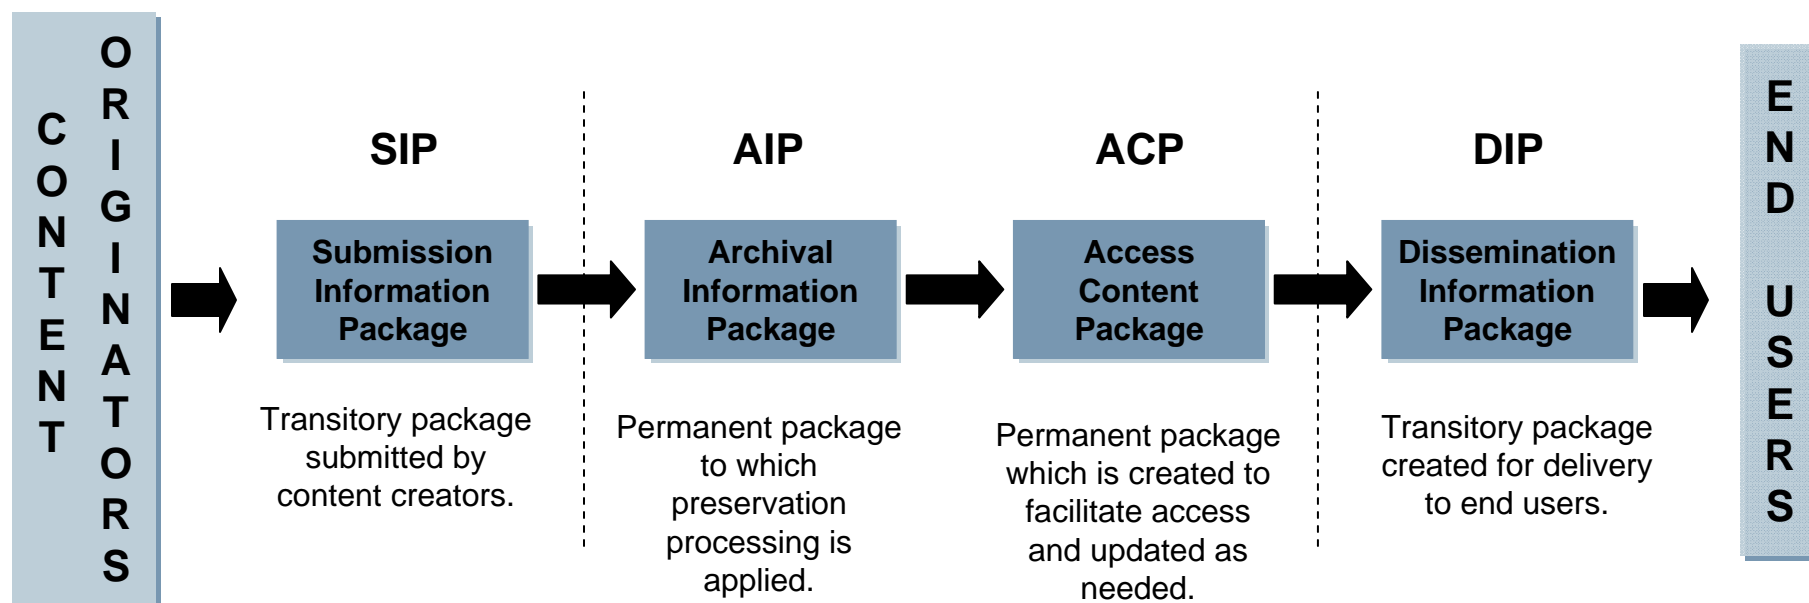 CONTENT
ORIGINATORS
SIP
Submission
Information
Package
Transitory package
submitted by
content creators.
AIP
Archival
Information
Package
Permanent package
to which
preservation
processing is
applied.
ACP
Access
Content
Package
Permanent package
which is created to
facilitate access
and updated as
needed.
DIP
Dissemination
Information
Package
Transitory package
created for delivery
to end users.
END USERS